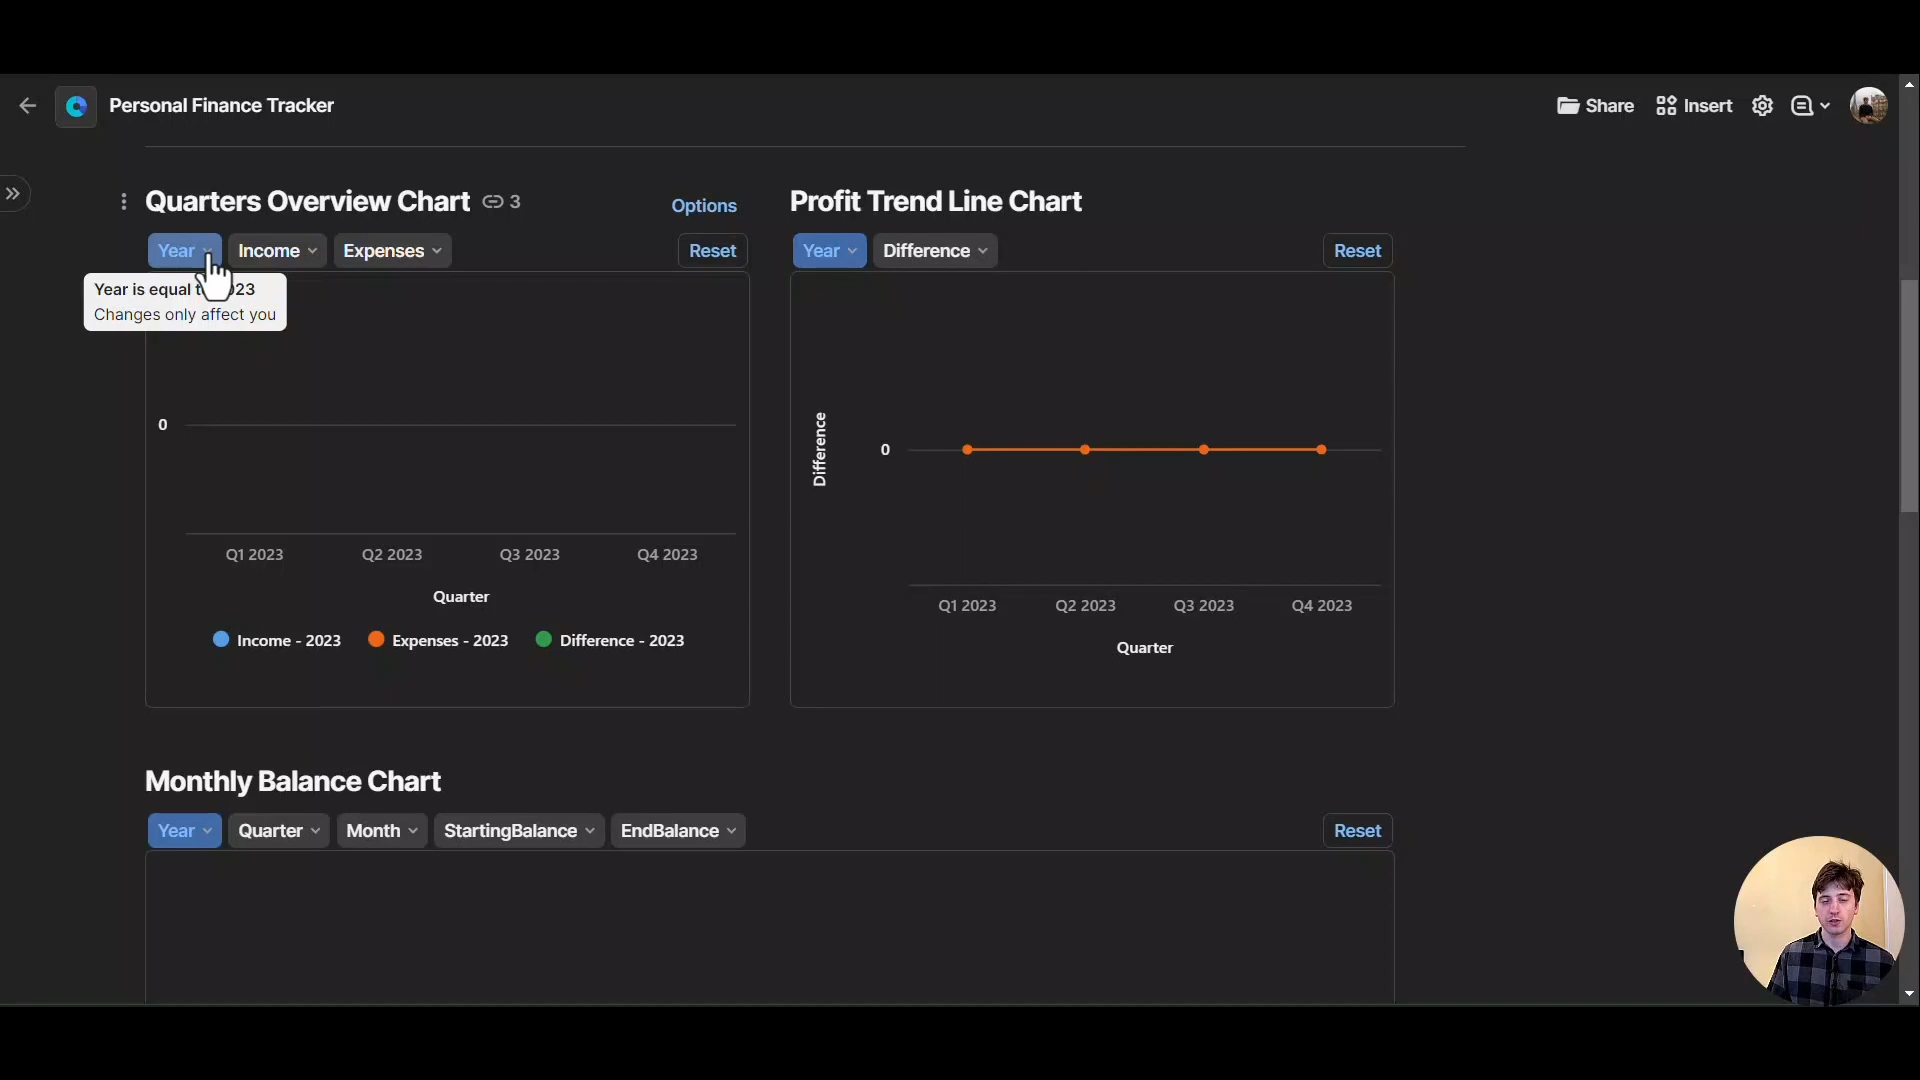 Personal Finance Tracker
Share
Insert
Quarters Overview Chart 3
Options
Profit Trend Line Chart
Year
Income
Expenses
Reset
Year
Difference
Reset
Year is equal 23
Changes only affect you
0
Q1 2023
Q2 2023
Q3 2023
Q4 2023
Quarter
Income - 2023
Expenses - 2023
Difference - 2023
Difference
0
Q1 2023
Q2 2023
Q3 2023
Q4 2023
Quarter
Monthly Balance Chart
Year
Quarter
Month
StartingBalance
EndBalance
Reset